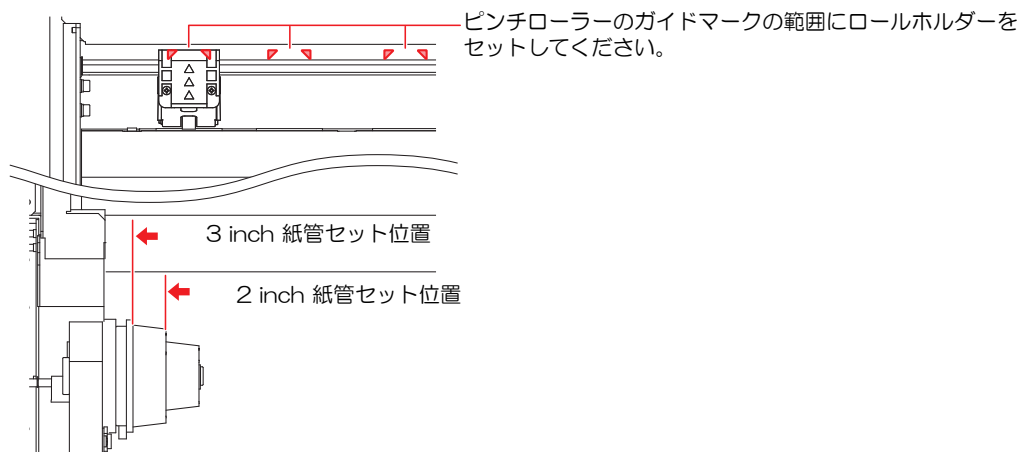 ピンチローラーのガイドマークの範囲にロールホルダーを
セットしてください。
3 inch 紙管セット位置
2 inch 紙管セット位置